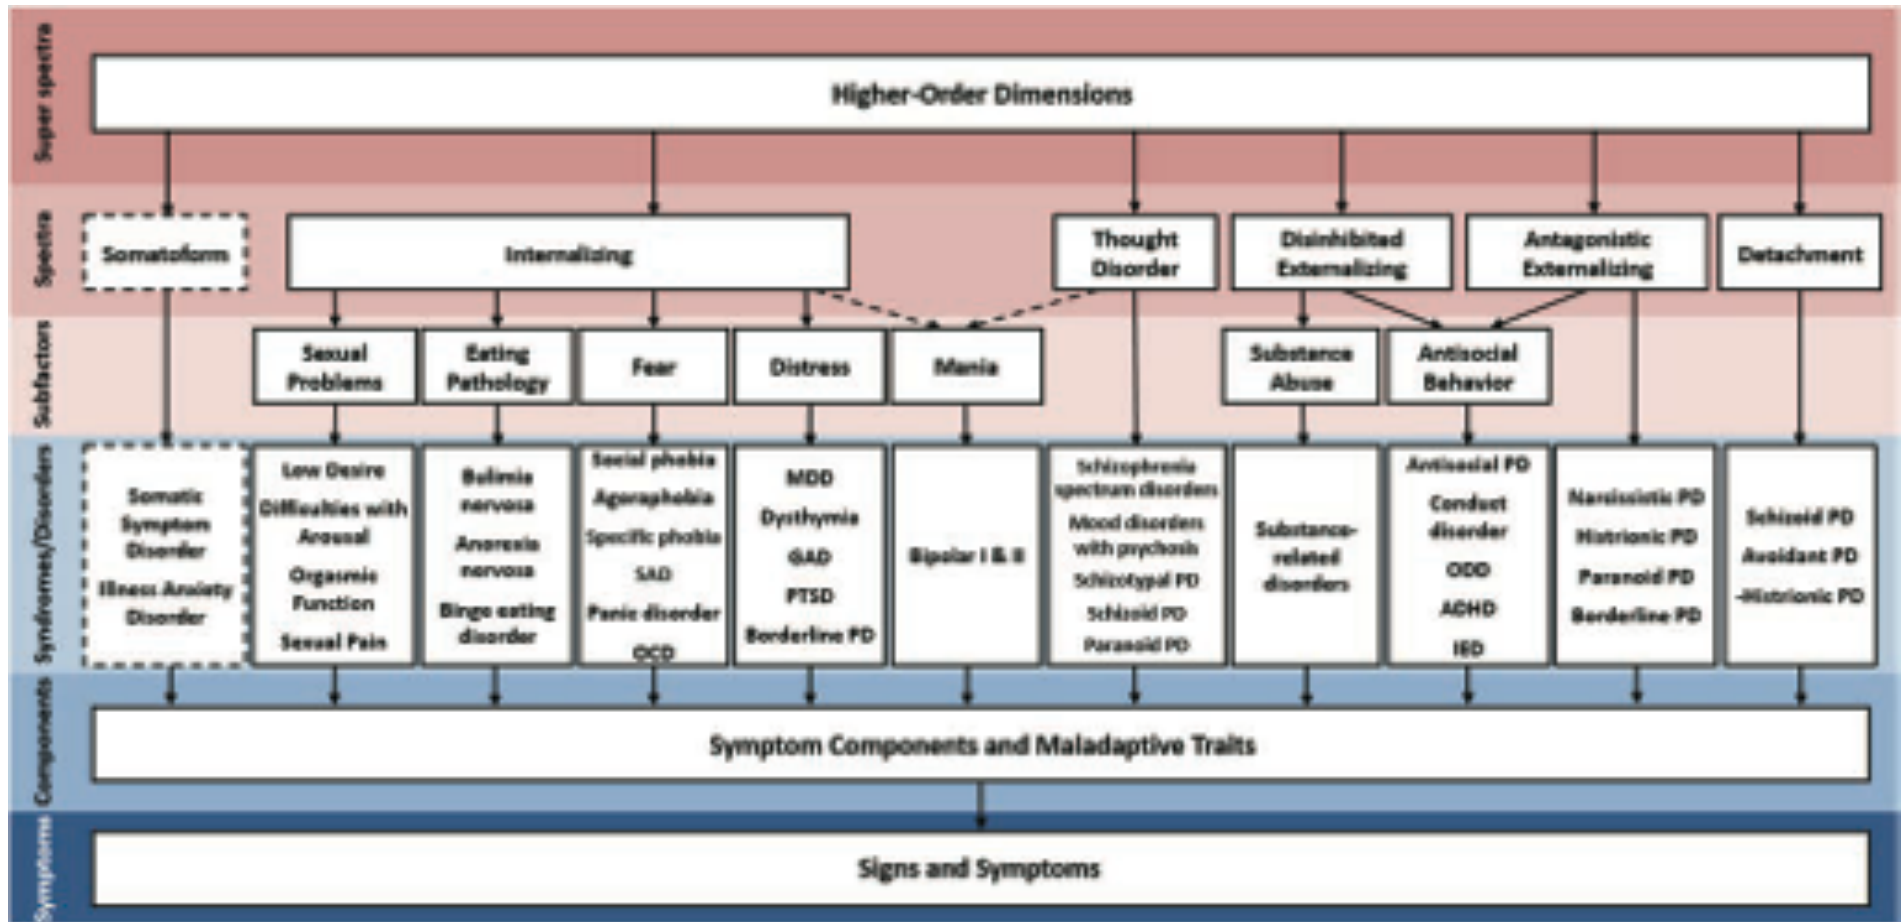 Super spectra
Higher-Order Dimensions
Spectra
Somatoform
Internalizing
Thought
Disorder
Disinhibited
Externalizing
Antagonistic
Externalizing
Detachment
Subfactors
Sexual
Problems
Eating
Pathology
Fear
Distress
Mania
Substance
Abuse
Antisocial
Behavior
Syndromes/Disorders
Somatic
Symptom
Disorder
Illness Anxiety
Disorder
Low Desire
Difficulties with
Arousal
Orgasmic
Function
Sexual Pain
Bulimia
nervosa
Anorexia
nervosa
Binge eating
disorder
Social phobia
Agoraphobia
Specific phobia
SAD
Panic disorder
OCD
MDD
Dysthymia
GAD
PTSD
Borderline PD
Bipolar I & II
Schizophrenia
spectrum disorders
Mood disorders
with psychosis
Schizotypal PD
Schizoid PD
Paranoid PD
Substance-
related
disorders
Antisocial PD
Conduct
disorder
ODD
ADHD
IED
Narcissistic PD
Histrionic PD
Paranoid PD
Borderline PD
Schizoid PD
Avoidant PD
-Histrionic PD
Components
Symptom Components and Maladaptive Traits
Symptoms
Signs and Symptoms